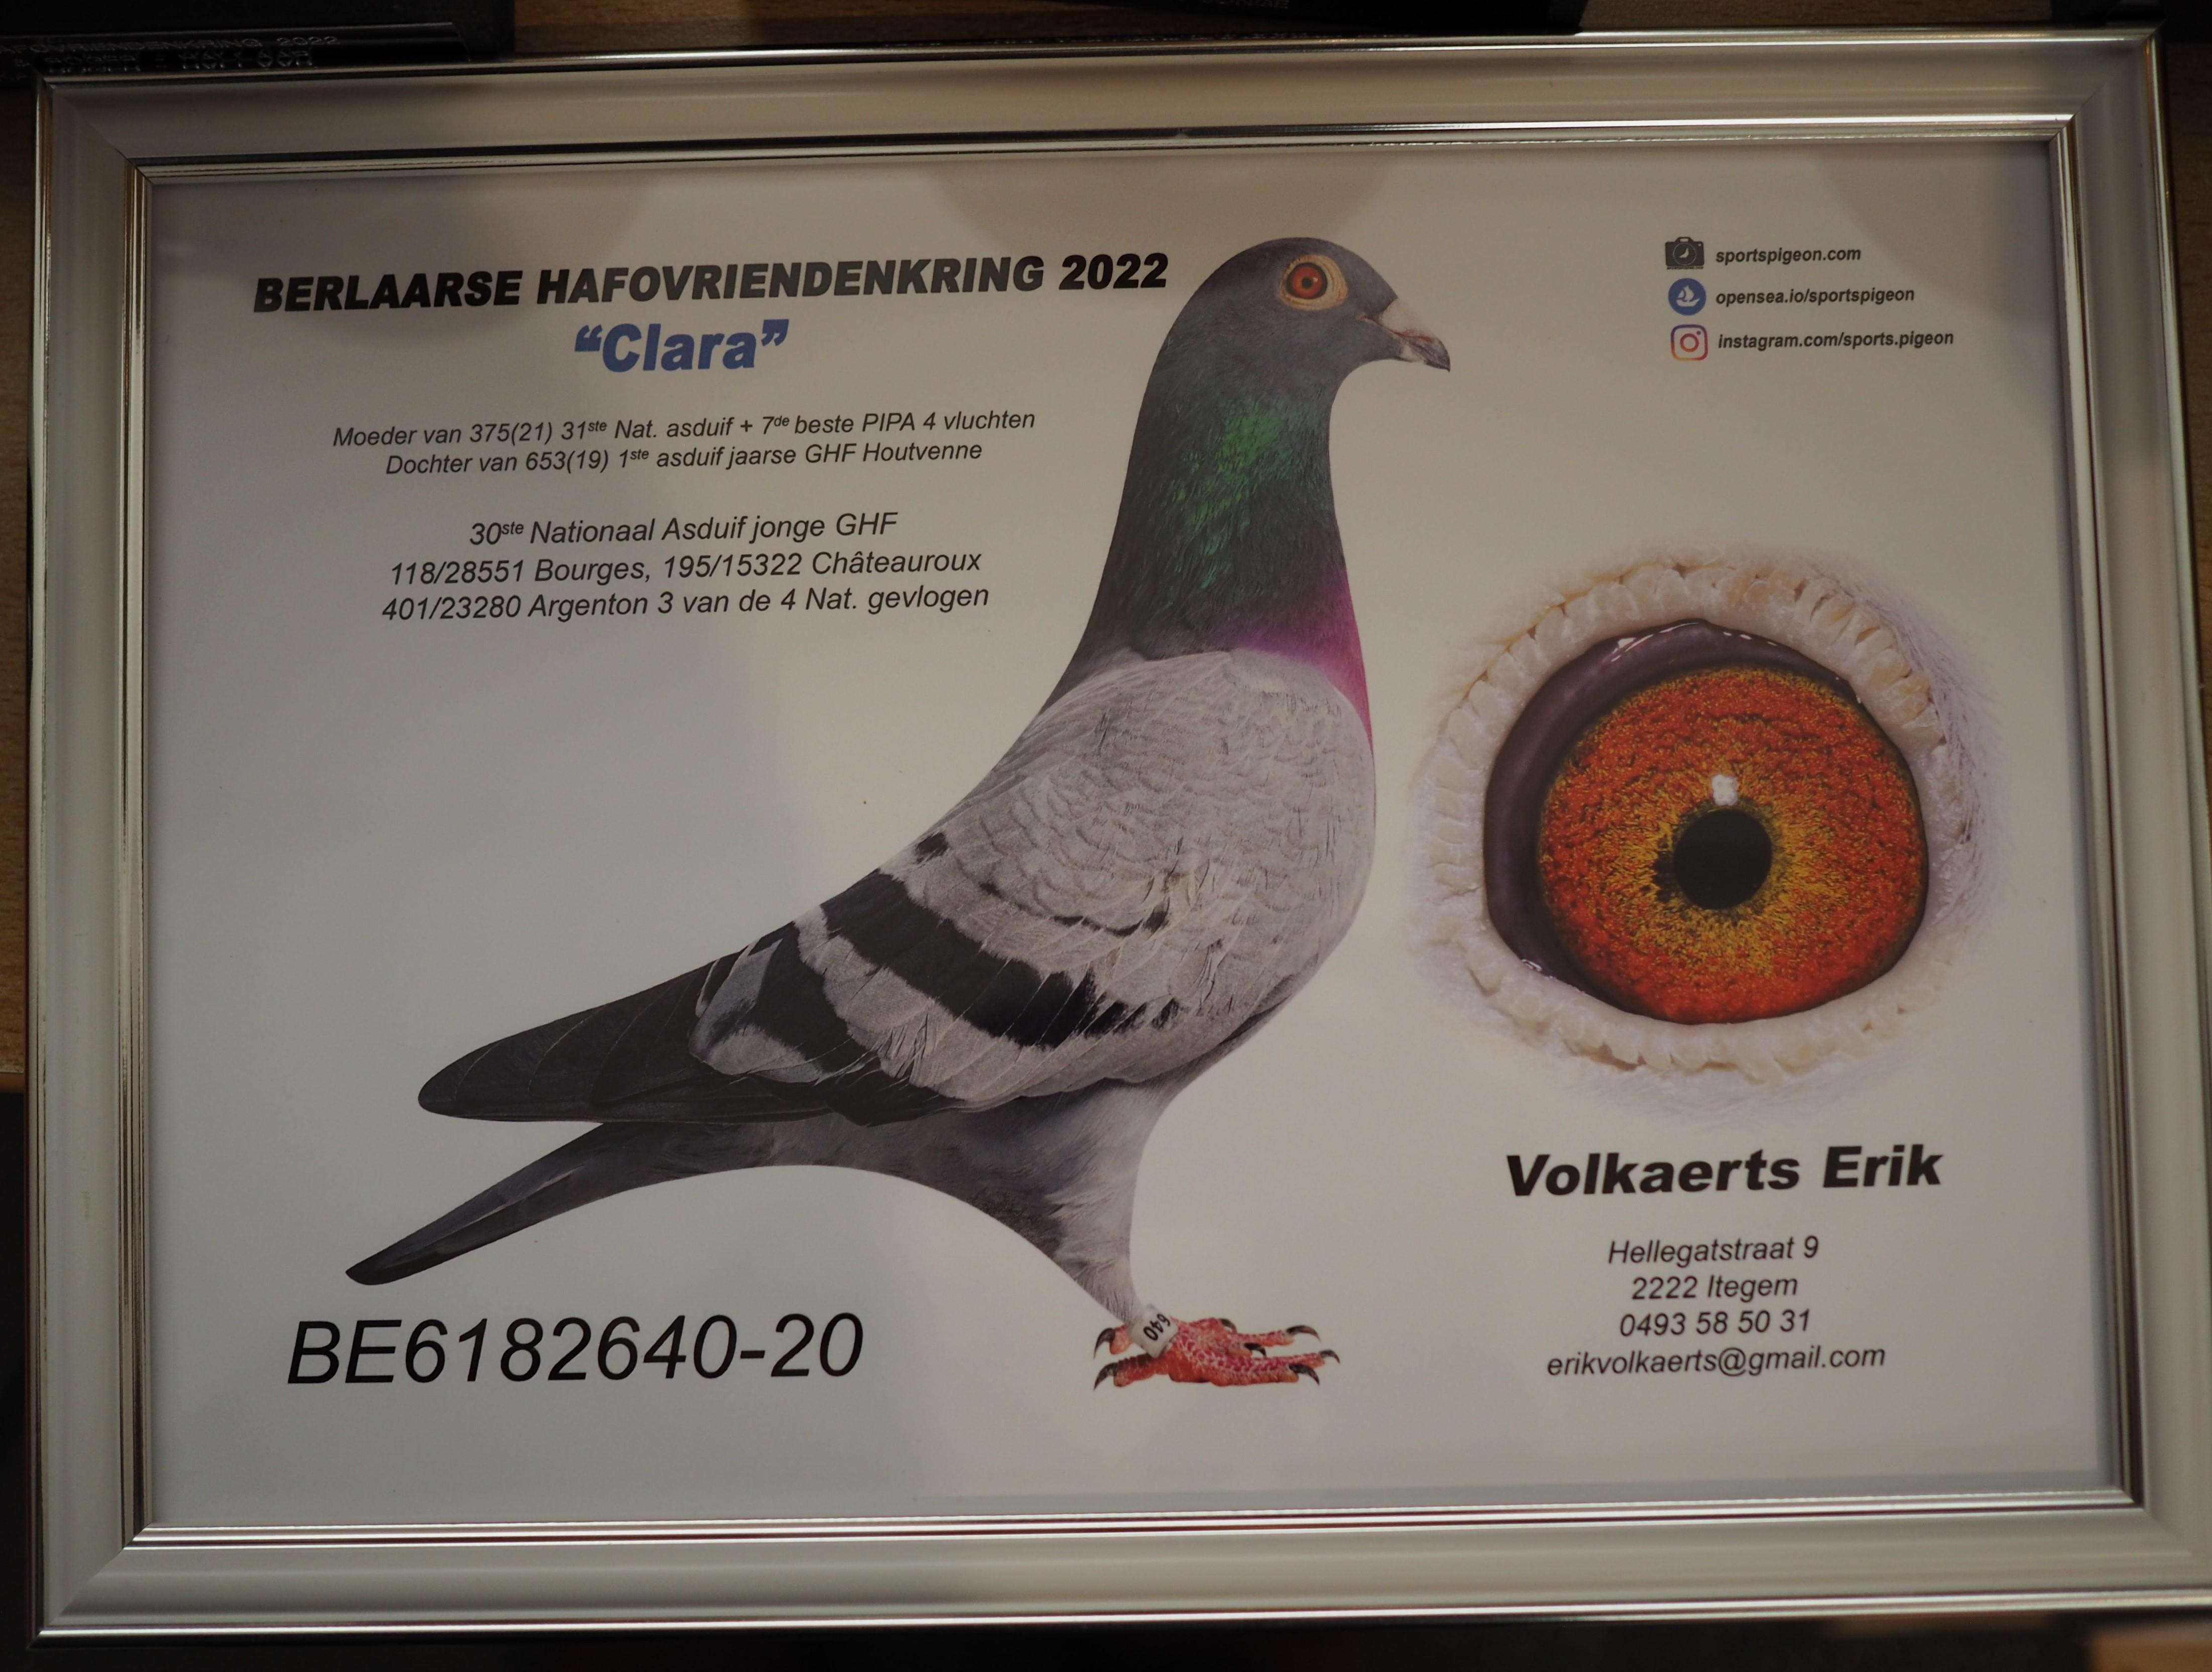 AFOVRIENDENKRING 2022
BERLAARSE HAFOVRIENDENKRING 2022
“Clara”
Moeder van 375(21) 31ste Nat. asduif + 7de beste PIPA 4 vluchten
Dochter van 653(19) 1ste asduif jaarse GHF Houtvenne
30ste Nationaal Asduif jonge GHF
118/28551 Bourges, 195/15322 Châteauroux
401/23280 Argenton 3 van de 4 Nat. gevlogen
sportspigeon.com
opensea.io/sportspigeon
instagram.com/sports.pigeon
640
BE6182640-20
Volkaerts Erik
Hellegatstraat 9
2222 Itegem
0493 58 50 31
erikvolkaerts@gmail.com